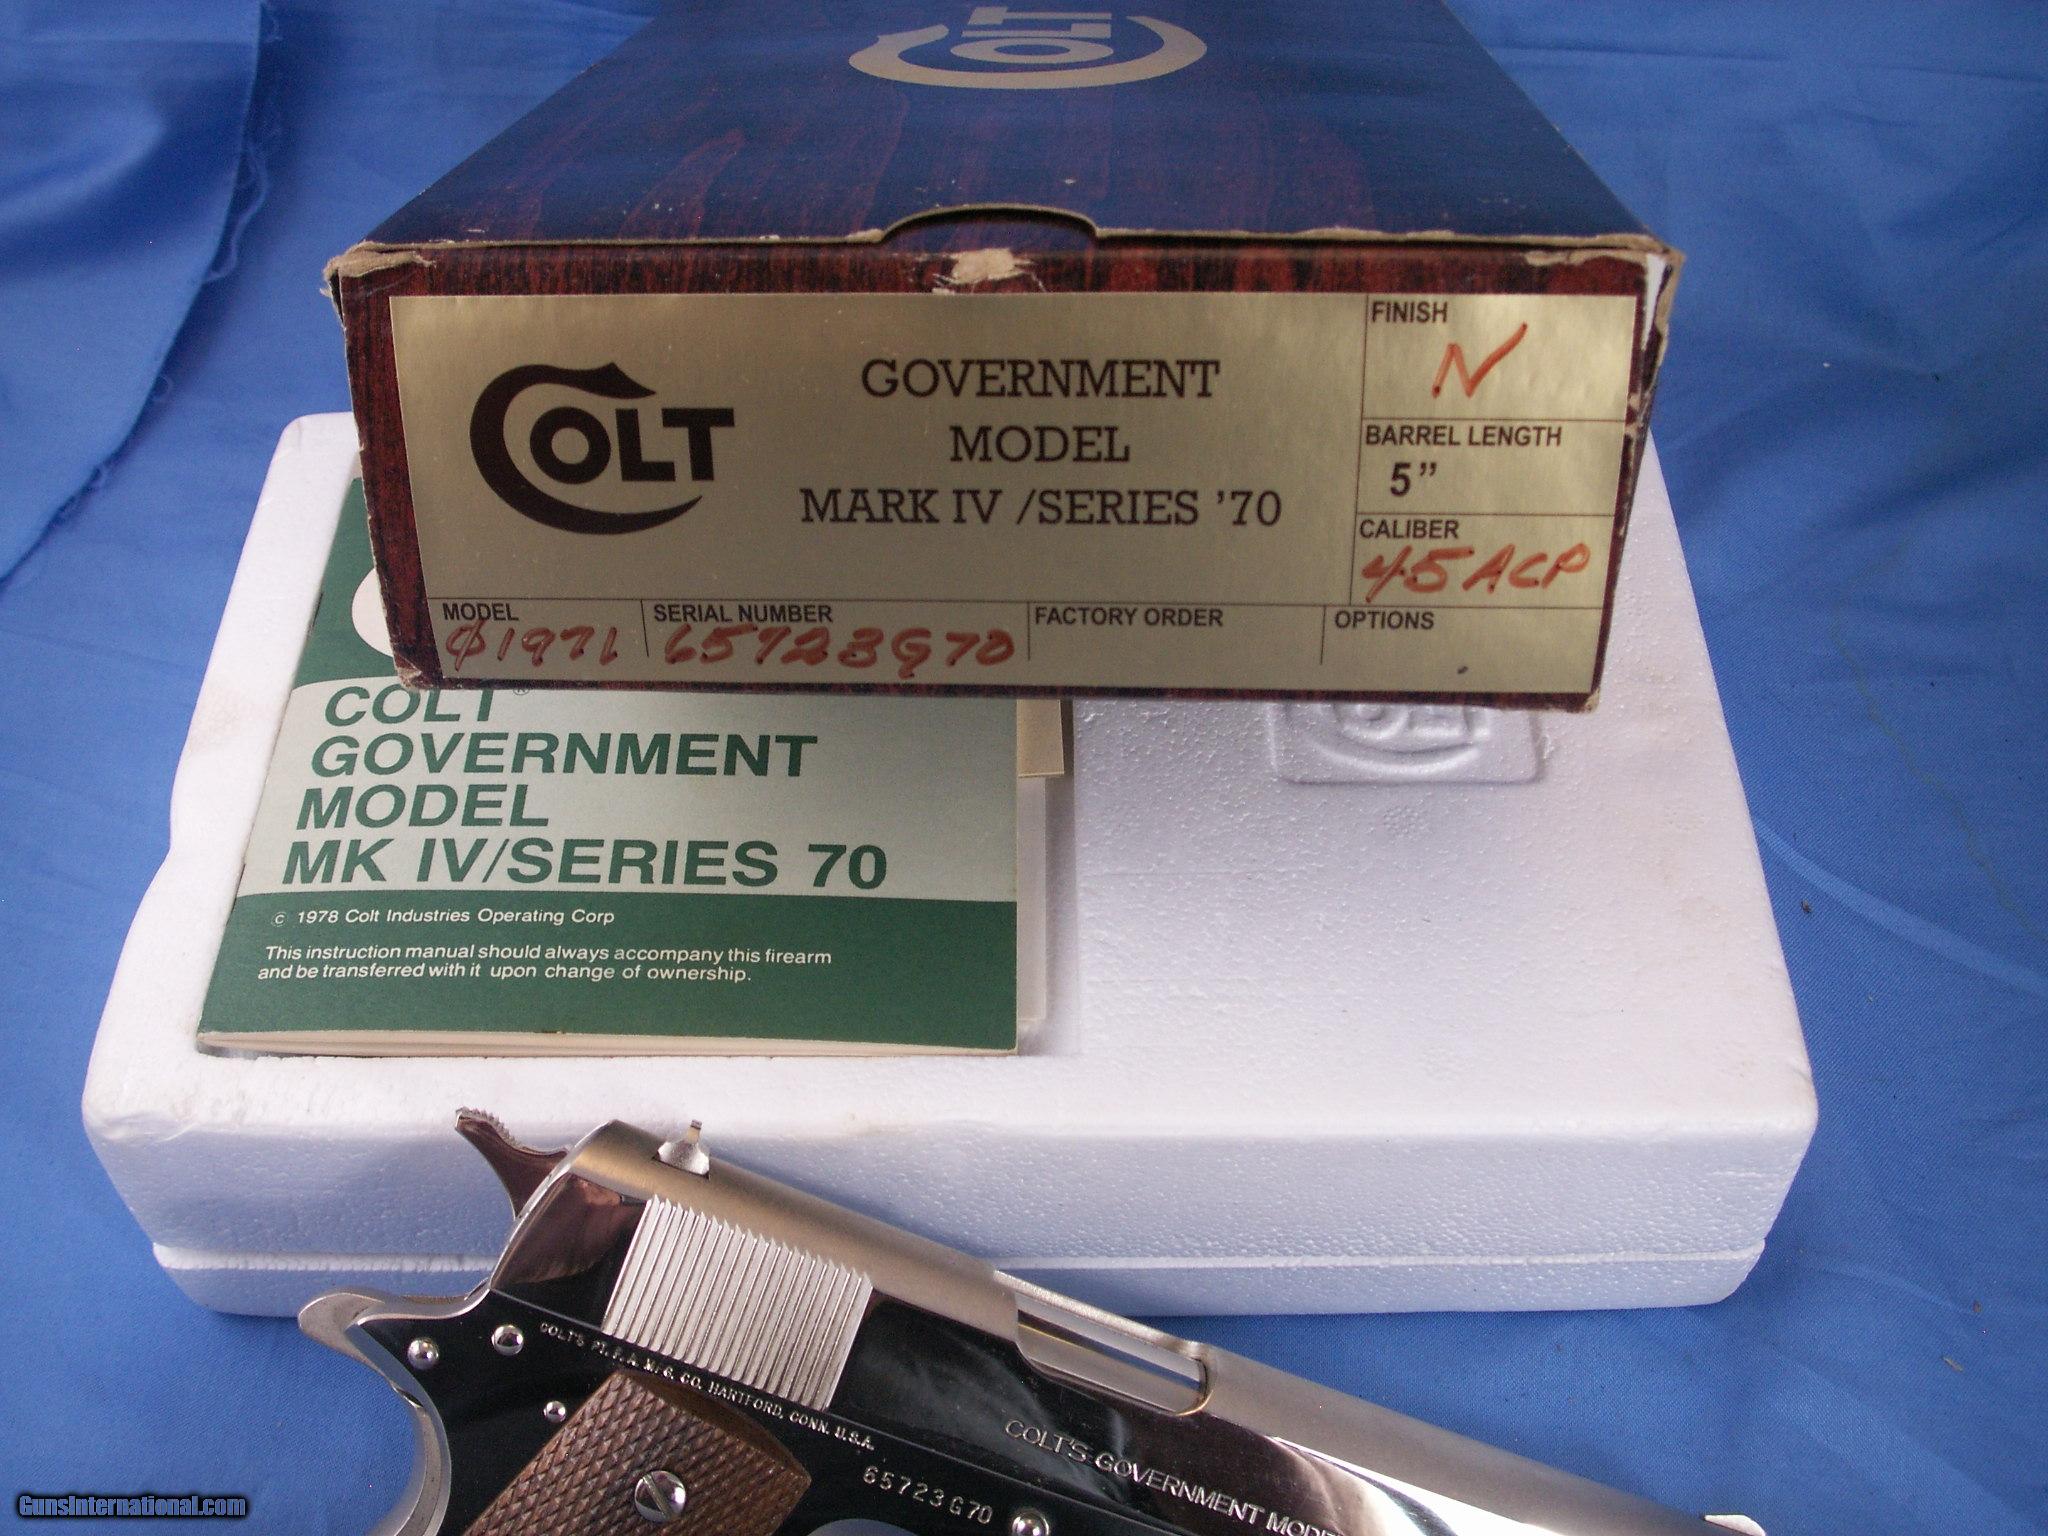 COLT
COLT
GOVERNMENT
MODEL
MARK IV /SERIES '70
FINISH
N
BARREL LENGTH
5"
CALIBER
45 ACP
MODEL
O1971
SERIAL NUMBER
65723G70
FACTORY ORDER
OPTIONS
COLT
COLT®
GOVERNMENT
MODEL
MK IV/SERIES 70
© 1978 Colt Industries Operating Corp
This instruction manual should always accompany this firearm
and be transferred with it upon change of ownership.
COLT'S PT. F. A. MFG. CO. HARTFORD, CONN. U.S.A.
65723G70
COLT'S GOVERNMENT MODEL
GunsInternational.com